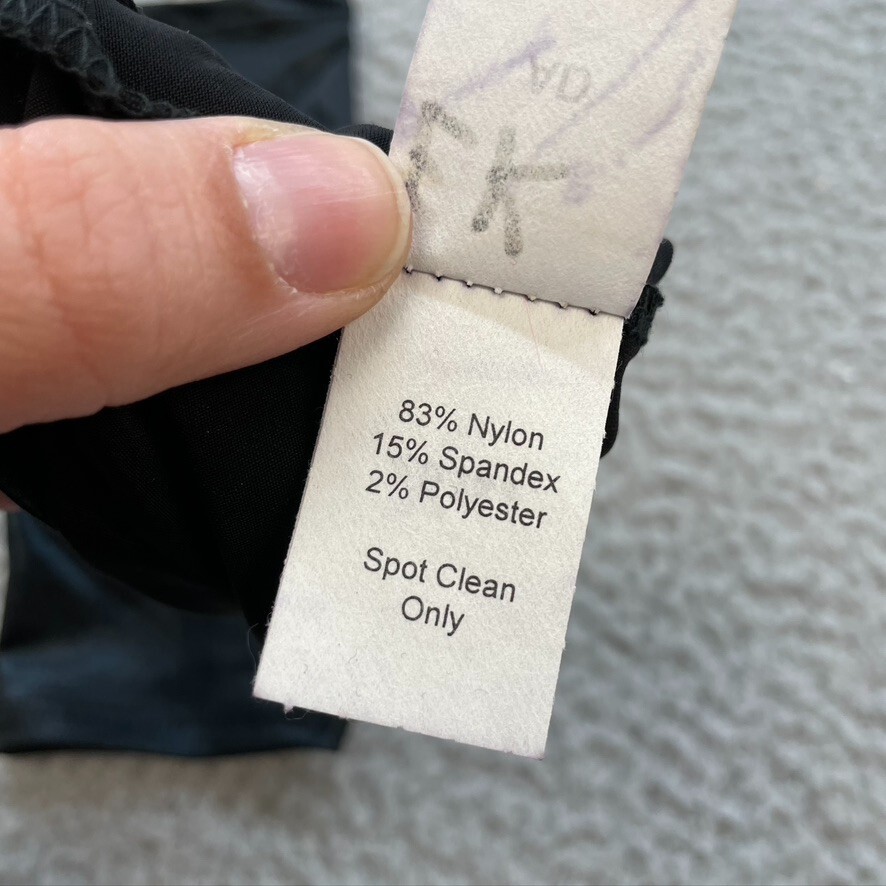 83% Nylon
15% Spandex
2% Polyester
Spot Clean
Only